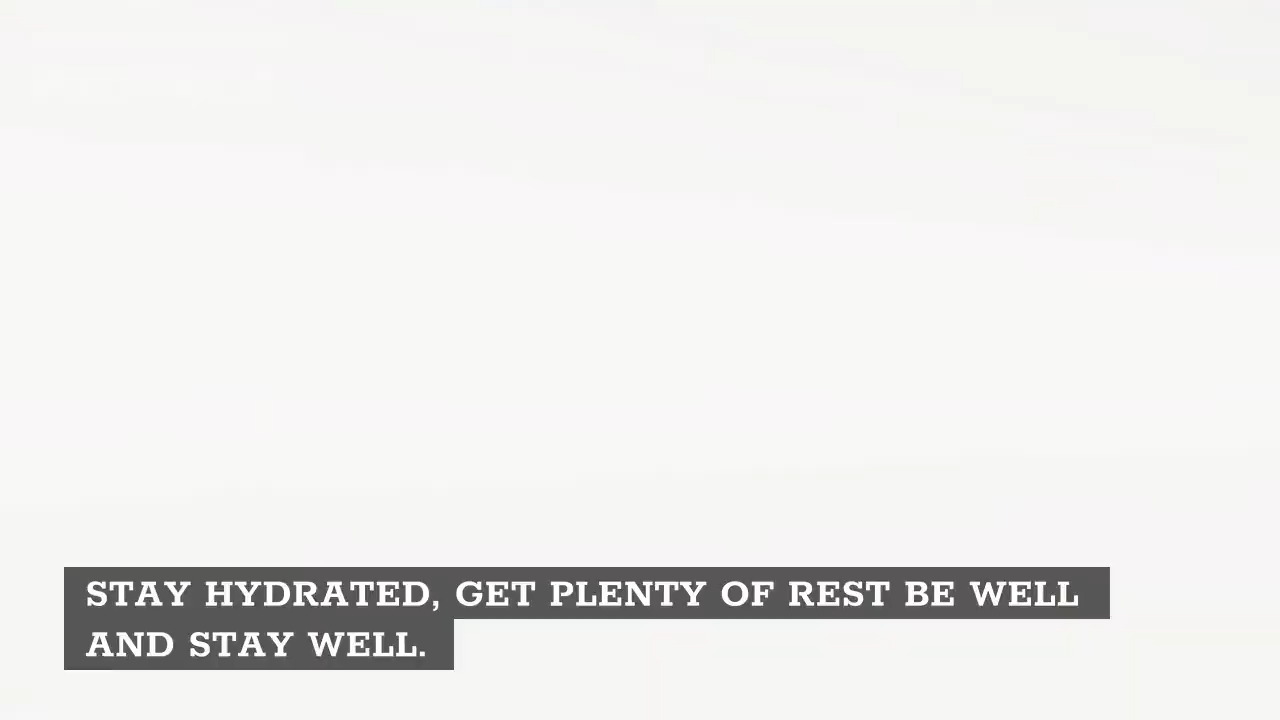 STAY HYDRATED, GET PLENTY OF REST BE WELL
AND STAY WELL.